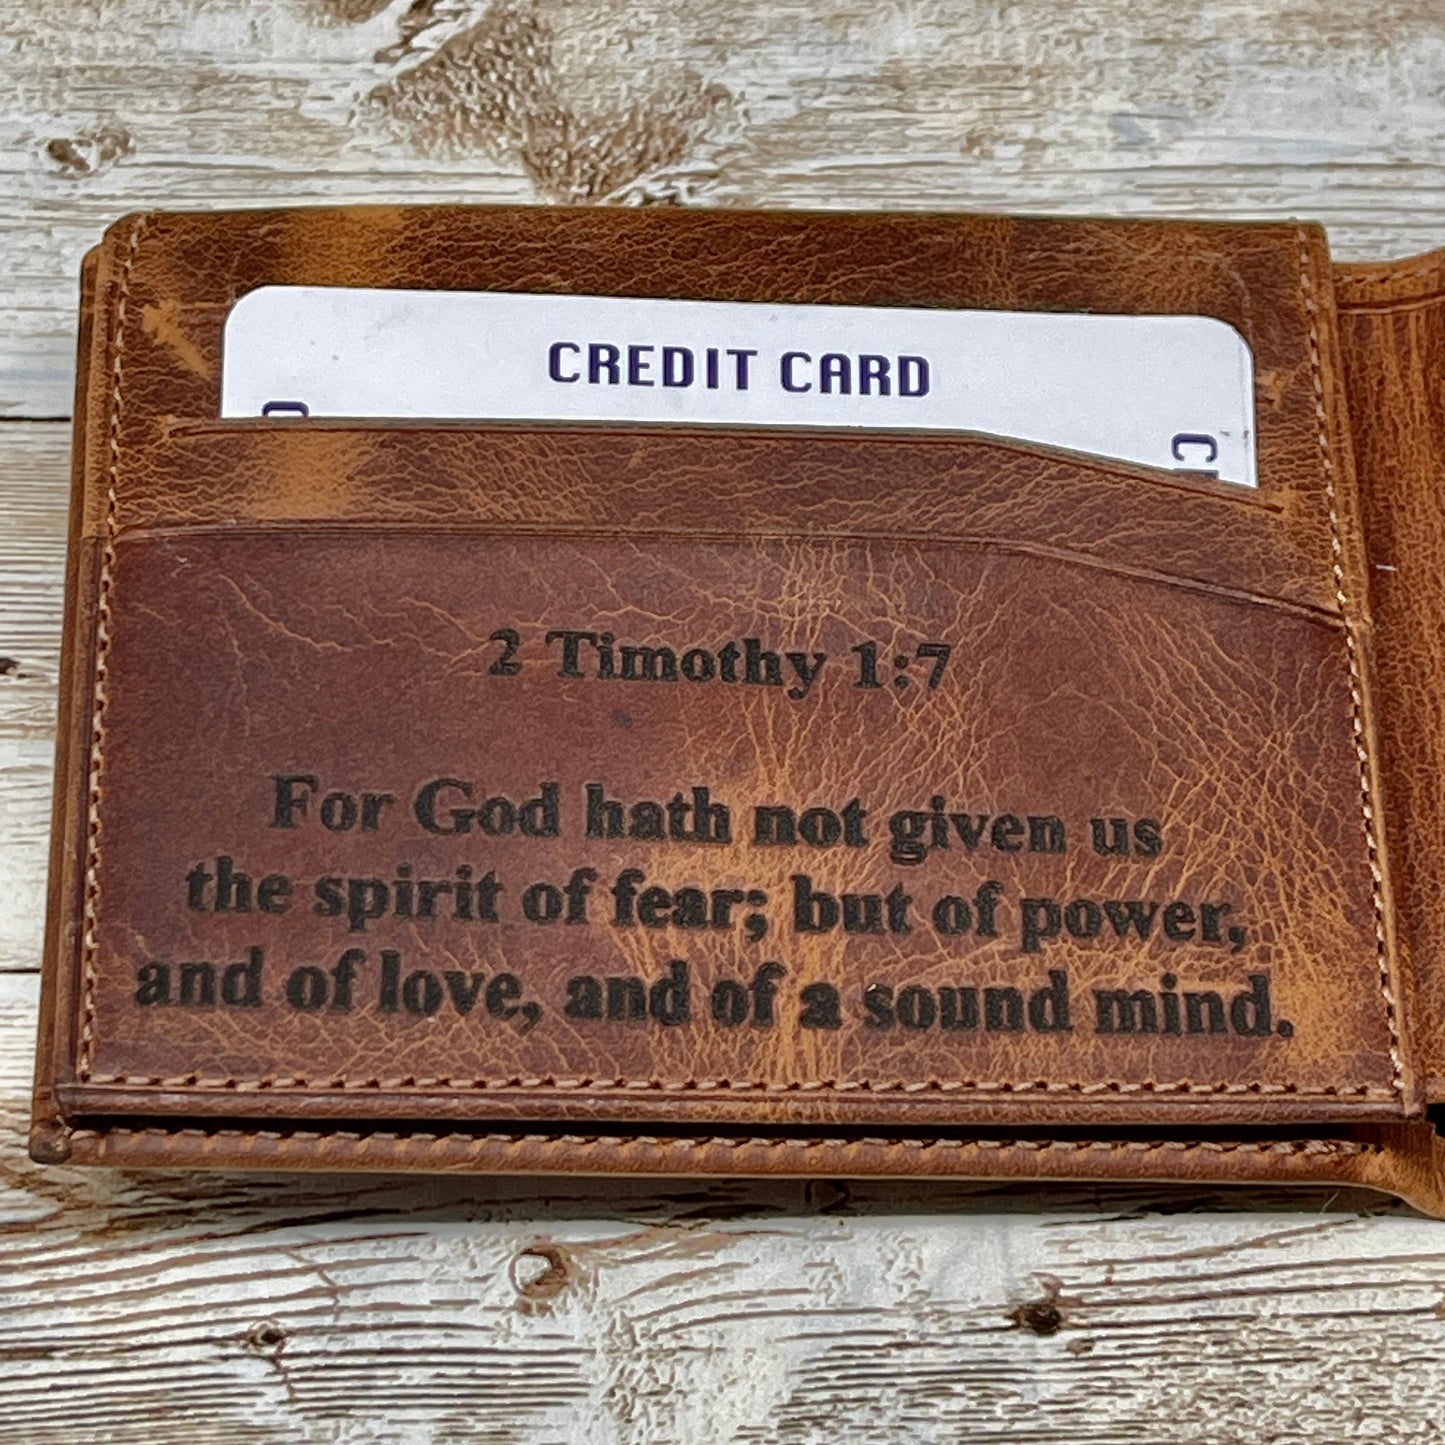 CREDIT CARD
C
C
2 Timothy 1:7
For God hath not given us
the spirit of fear; but of power,
and of love, and of a sound mind.